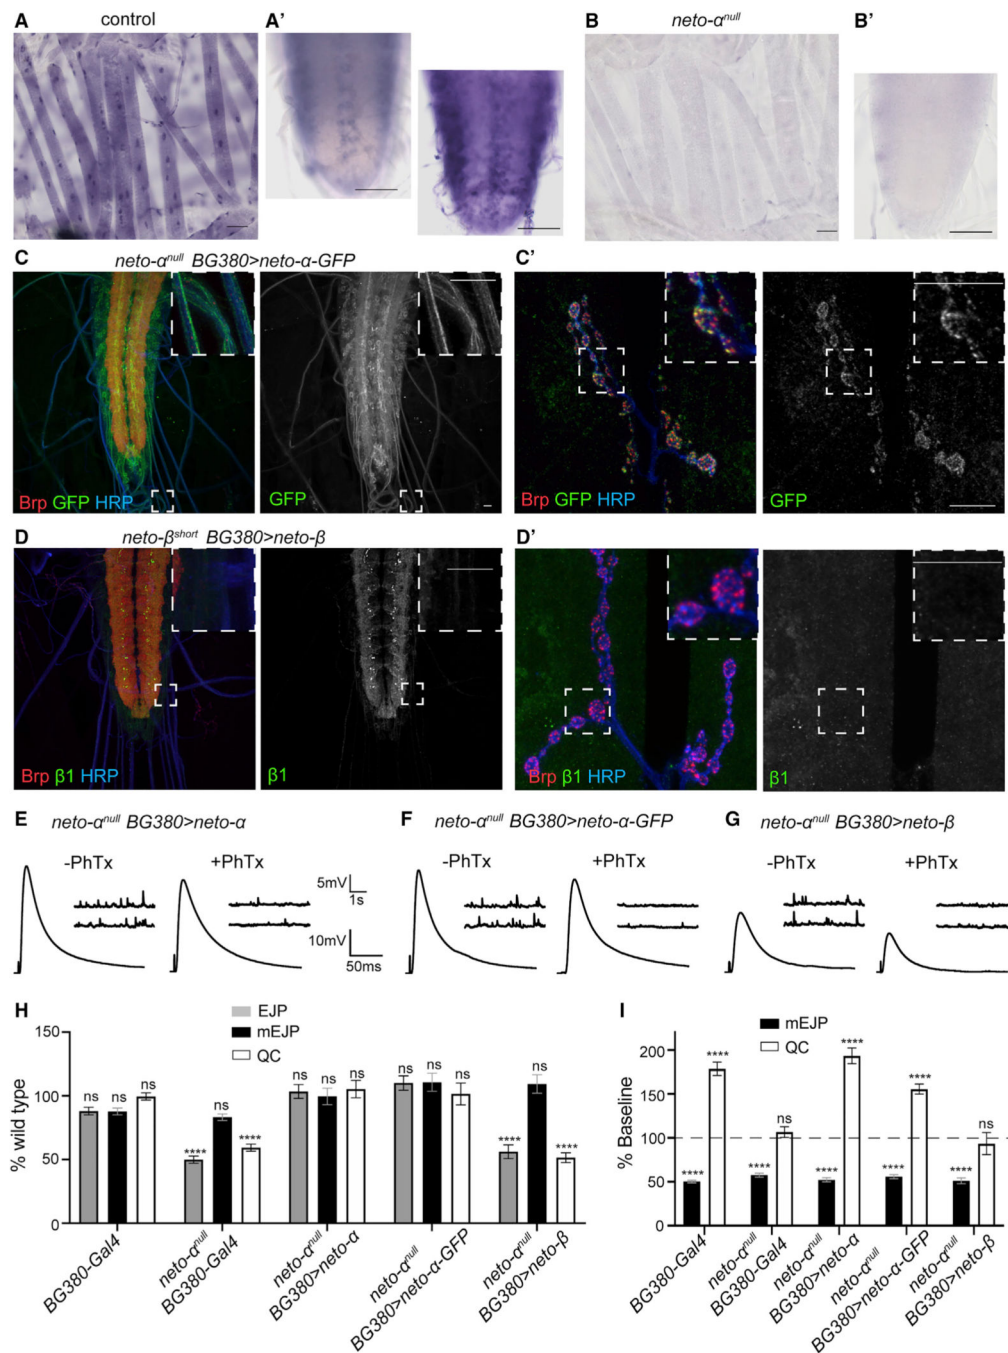 A
control
A'
B
neto-α^null
B'
C
neto-α^null BG380>neto-α-GFP
C'
Brp GFP HRP
GFP
Brp GFP HRP
GFP
D
neto-β^short BG380>neto-β
D'
Brp β1 HRP
β1
Brp β1 HRP
β1
E
neto-α^null BG380>neto-α
-PhTx
+PhTx
5mV
1s
10mV
50ms
F
neto-α^null BG380>neto-α-GFP
-PhTx
+PhTx
G
neto-α^null BG380>neto-β
-PhTx
+PhTx
H
EJP
mEJP
QC
% wild type
150
100
50
0
ns ns ns
**** ns ****
ns ns ns
ns ns ns
**** ns ****
BG380-Gal4
neto-α^null
BG380-Gal4
neto-α^null
BG380>neto-α
neto-α^null
BG380>neto-α-GFP
neto-α^null
BG380>neto-β
I
mEJP
QC
% Baseline
200
150
100
50
0
**** ****
**** ns
**** ****
**** ****
**** ns
BG380-Gal4
neto-α^null
BG380-Gal4
neto-α^null
BG380>neto-α
neto-α^null
BG380>neto-α-GFP
neto-α^null
BG380>neto-β